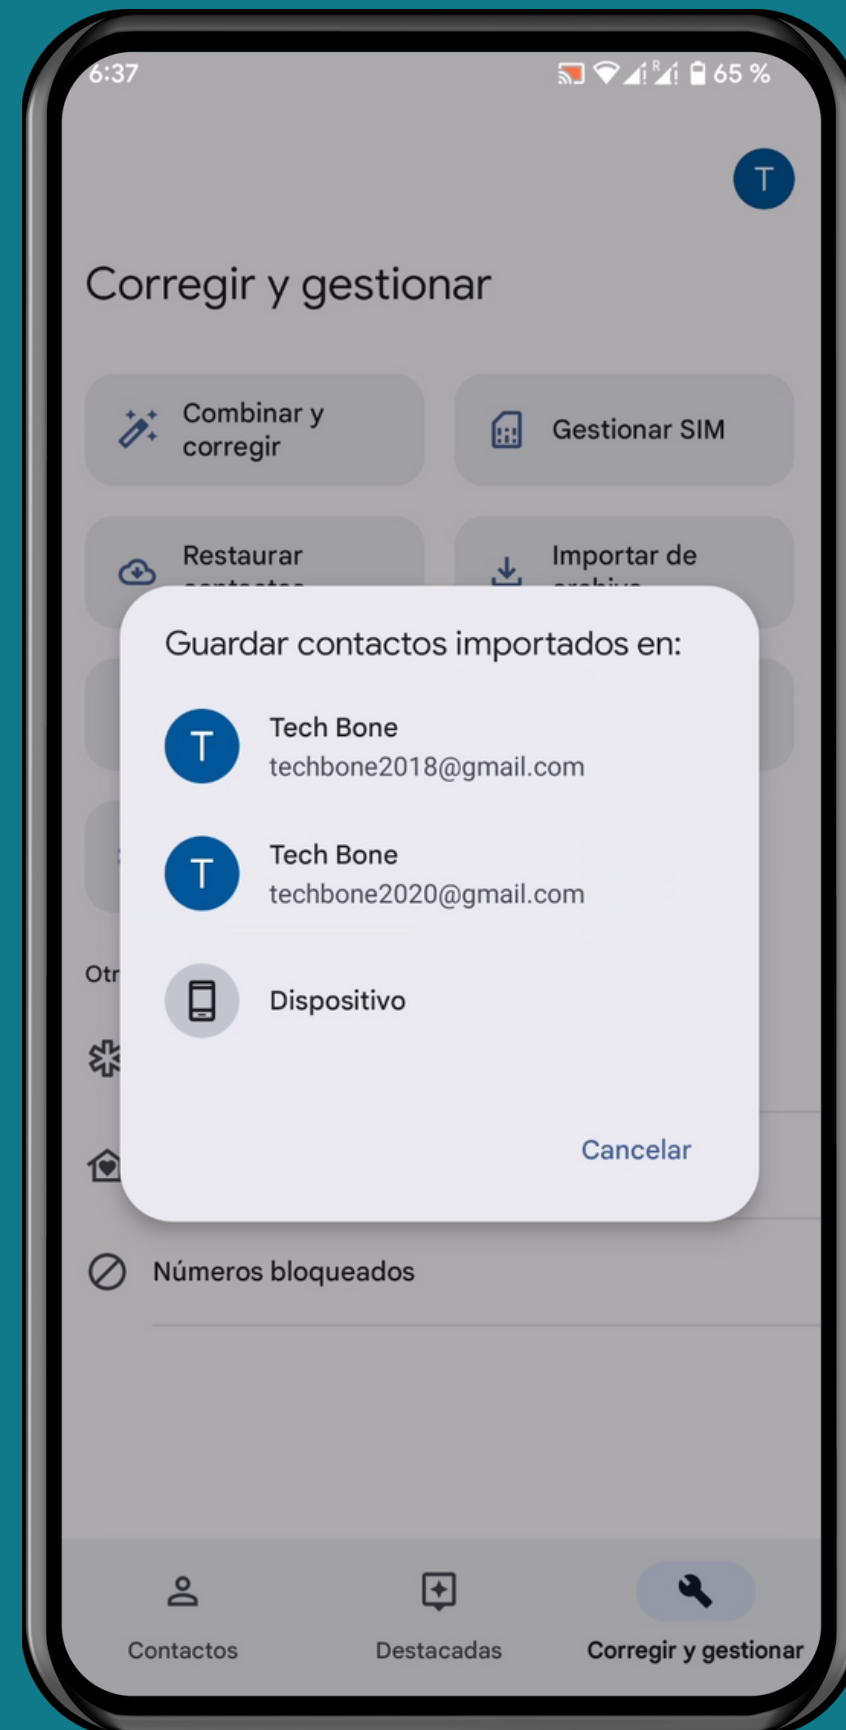 6:37
R
65 %
T
Corregir y gestionar
Combinar y
corregir
Gestionar SIM
Restaurar
Importar de
Guardar contactos importados en:
T
Tech Bone
techbone2018@gmail.com
T
Tech Bone
techbone2020@gmail.com
Otr
Dispositivo
Cancelar
Números bloqueados
Contactos
Destacadas
Corregir y gestionar